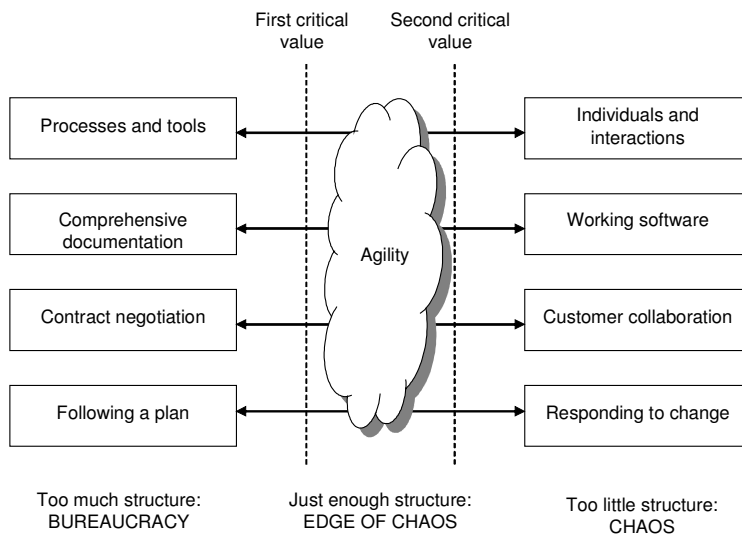 First critical
value
Second critical
value
Processes and tools
Individuals and
interactions
Comprehensive
documentation
Working software
Agility
Contract negotiation
Customer collaboration
Following a plan
Responding to change
Too much structure:
BUREAUCRACY
Just enough structure:
EDGE OF CHAOS
Too little structure:
CHAOS